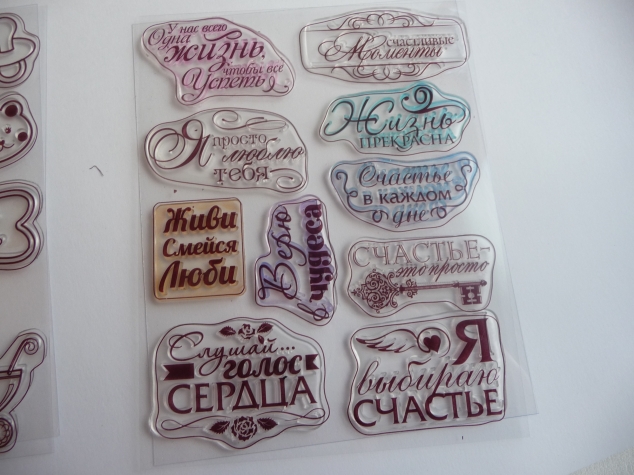 У нас всего
Одна
жизнь,
чтобы всё
Успеть
Счастливые
Моменты
Я просто
люблю
тебя
Жизнь
ПРЕКРАСНА
Счастье
в каждом
дне
Живи
Смейся
Люби
Верю
в чудеса
СЧАСТЬЕ-
это просто
Слушай...
голос
СЕРДЦА
Я
выбираю
СЧАСТЬЕ